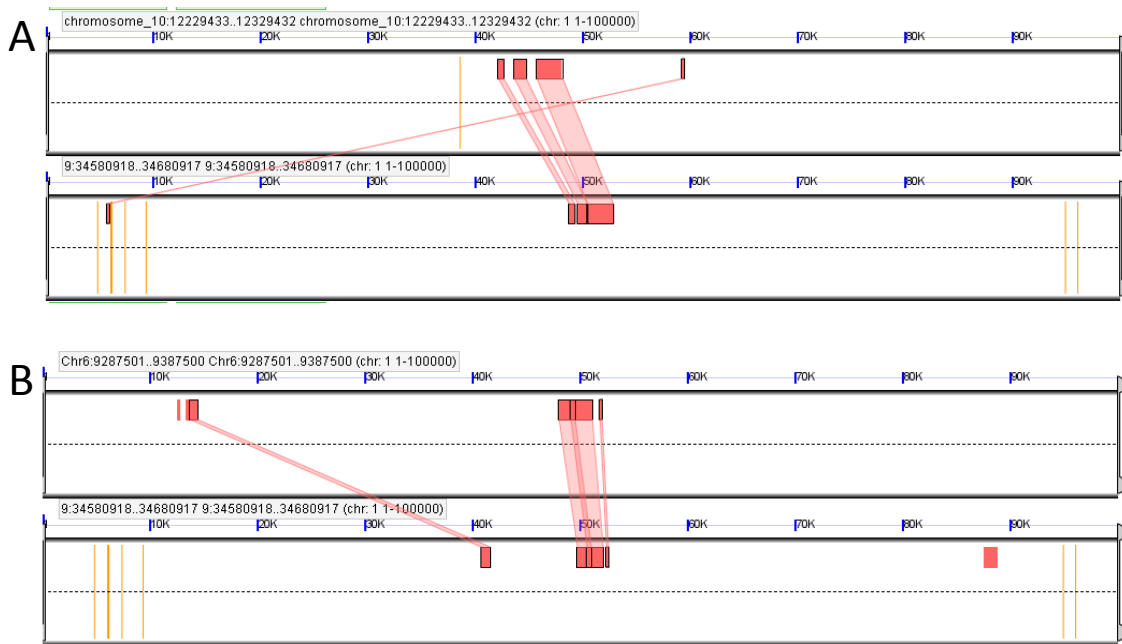 A
chromosome_10:12229433..12329432 chromosome_10:12229433..12329432 (chr: 1 1-100000)
10K 20K 30K 40K 50K 60K 70K 80K 90K
9:34580918..34680917 9:34580918..34680917 (chr: 1 1-100000)
10K 20K 30K 40K 50K 60K 70K 80K 90K
B
Chr6:9287501..9387500 Chr6:9287501..9387500 (chr: 1 1-100000)
10K 20K 30K 40K 50K 60K 70K 80K 90K
9:34580918..34680917 9:34580918..34680917 (chr: 1 1-100000)
10K 20K 30K 40K 50K 60K 70K 80K 90K